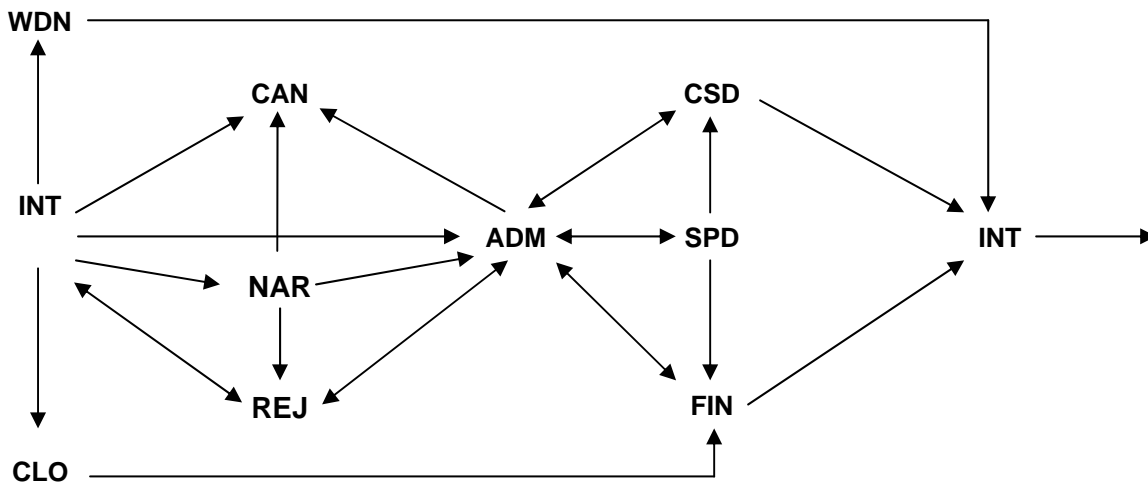 WDN
CAN
CSD
INT
ADM
SPD
INT
NAR
REJ
FIN
CLO